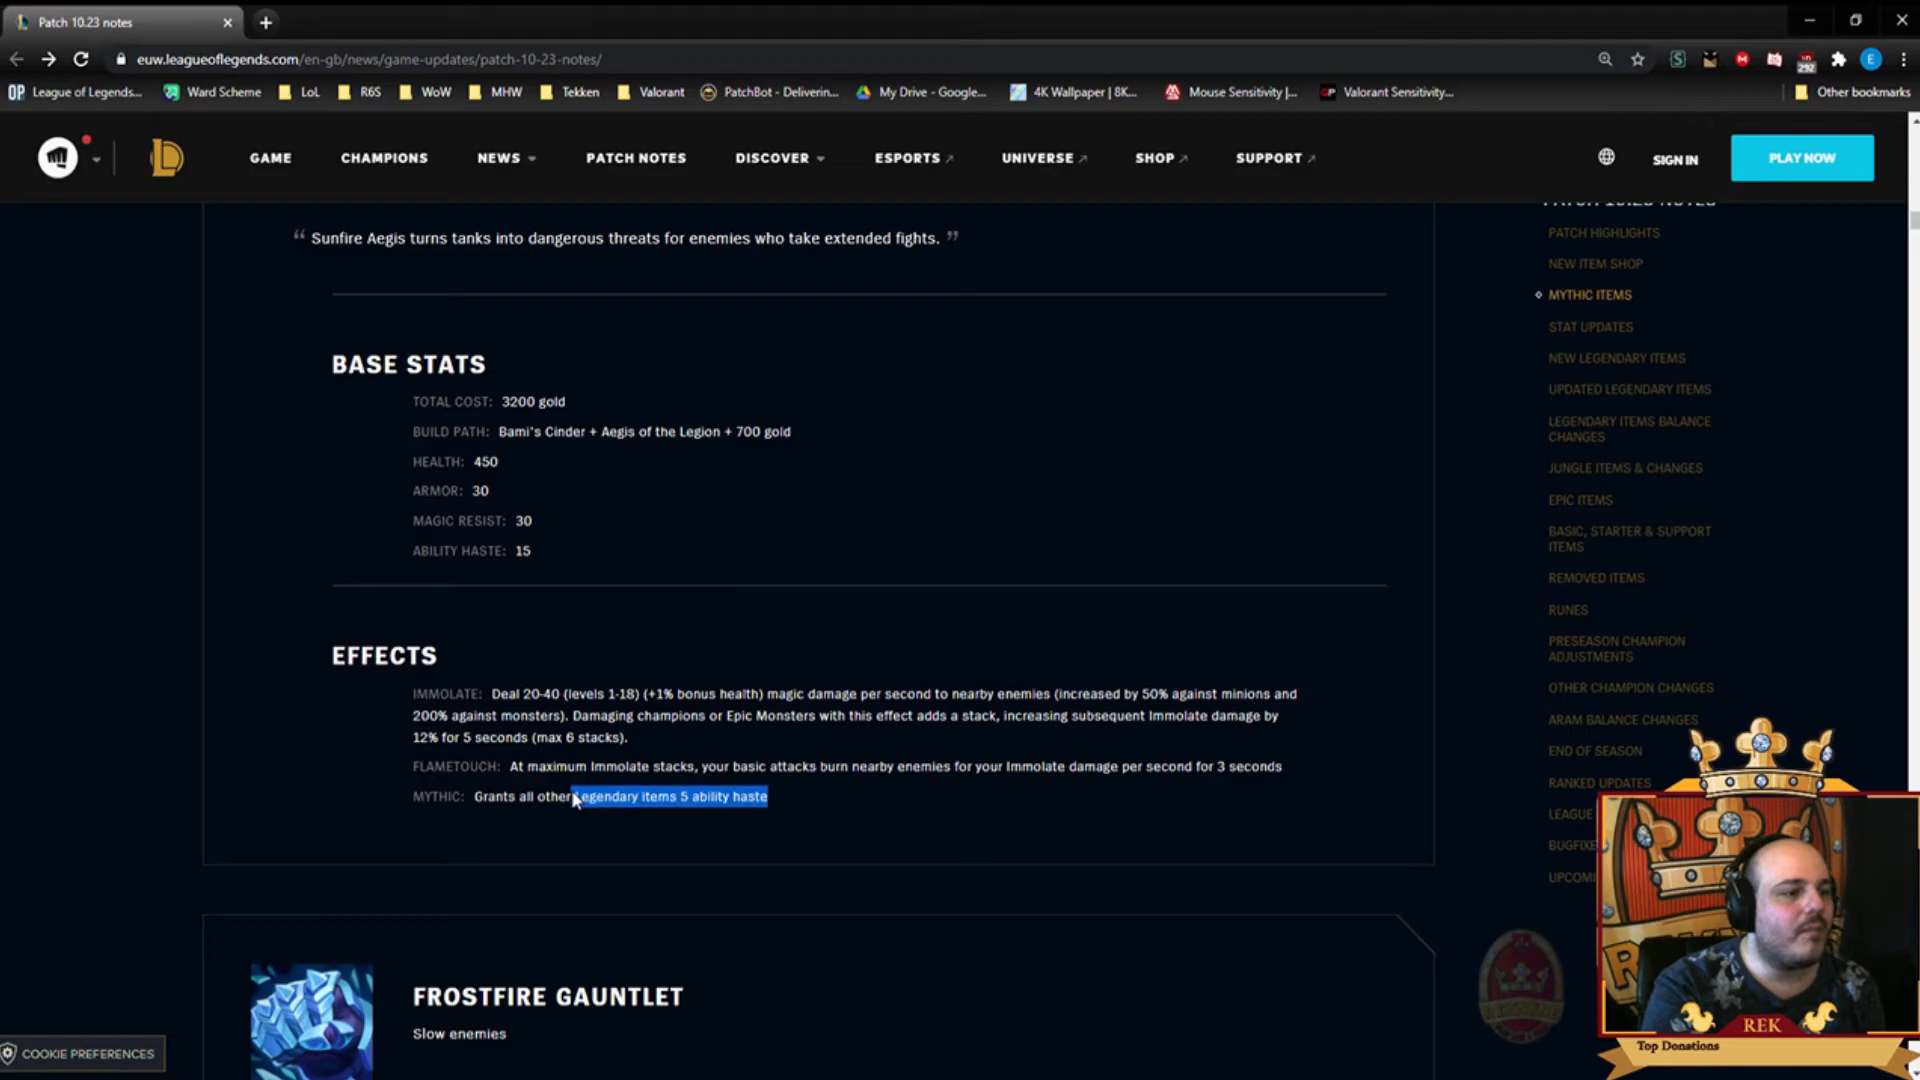 Patch 10.23 notes
euw.leagueoflegends.com/en-gb/news/game-updates/patch-10-23-notes/
292
E
OP League of Legends... Ward Scheme LoL R6S WoW MHW Tekken Valorant PatchBot - Deliverin... My Drive - Google... 4K Wallpaper | 8K... Mouse Sensitivity |... Valorant Sensitivity... Other bookmarks
GAME CHAMPIONS NEWS PATCH NOTES DISCOVER ESPORTS UNIVERSE SHOP SUPPORT SIGN IN PLAY NOW
“ Sunfire Aegis turns tanks into dangerous threats for enemies who take extended fights. ”
BASE STATS
TOTAL COST: 3200 gold
BUILD PATH: Bami's Cinder + Aegis of the Legion + 700 gold
HEALTH: 450
ARMOR: 30
MAGIC RESIST: 30
ABILITY HASTE: 15
EFFECTS
IMMOLATE: Deal 20-40 (levels 1-18) (+1% bonus health) magic damage per second to nearby enemies (increased by 50% against minions and
200% against monsters). Damaging champions or Epic Monsters with this effect adds a stack, increasing subsequent Immolate damage by
12% for 5 seconds (max 6 stacks).
FLAMETOUCH: At maximum Immolate stacks, your basic attacks burn nearby enemies for your Immolate damage per second for 3 seconds
MYTHIC: Grants all other Legendary items 5 ability haste
FROSTFIRE GAUNTLET
Slow enemies
COOKIE PREFERENCES
PATCH 10.23 NOTES
PATCH HIGHLIGHTS
NEW ITEM SHOP
MYTHIC ITEMS
STAT UPDATES
NEW LEGENDARY ITEMS
UPDATED LEGENDARY ITEMS
LEGENDARY ITEMS BALANCE
CHANGES
JUNGLE ITEMS & CHANGES
EPIC ITEMS
BASIC, STARTER & SUPPORT
ITEMS
REMOVED ITEMS
RUNES
PRESEASON CHAMPION
ADJUSTMENTS
OTHER CHAMPION CHANGES
ARAM BALANCE CHANGES
END OF SEASON
RANKED UPDATES
LEAGUE
BUGFIXE
UPCOMI
REK
Top Donations